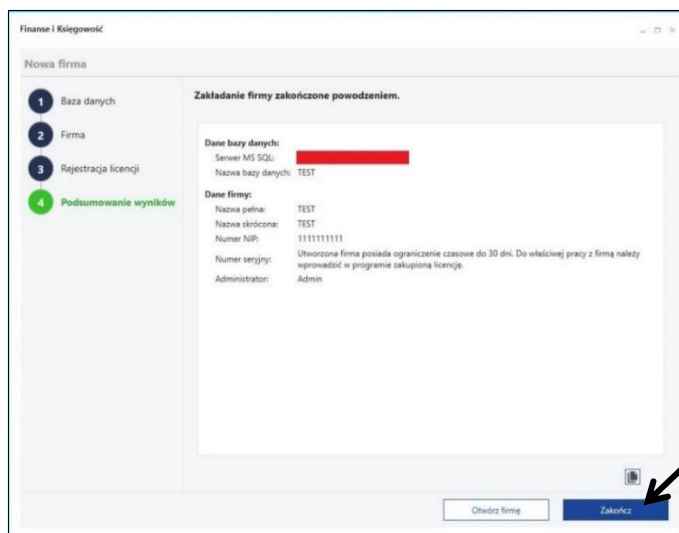 Finanse i Księgowość
Nowa firma
1 Baza danych
2 Firma
3 Rejestracja licencji
4 Podsumowanie wyników
Zakładanie firmy zakończone powodzeniem.
Dane bazy danych:
Serwer MS SQL:
Nazwa bazy danych: TEST
Dane firmy:
Nazwa pełna: TEST
Nazwa skrócona: TEST
Numer NIP: 1111111111
Numer seryjny: Utworzona firma posiada ograniczenie czasowe do 30 dni. Do właściwej pracy z firmą należy
wprowadzić w programie zakupioną licencję.
Administrator: Admin
Otwórz firmę
Zakończ